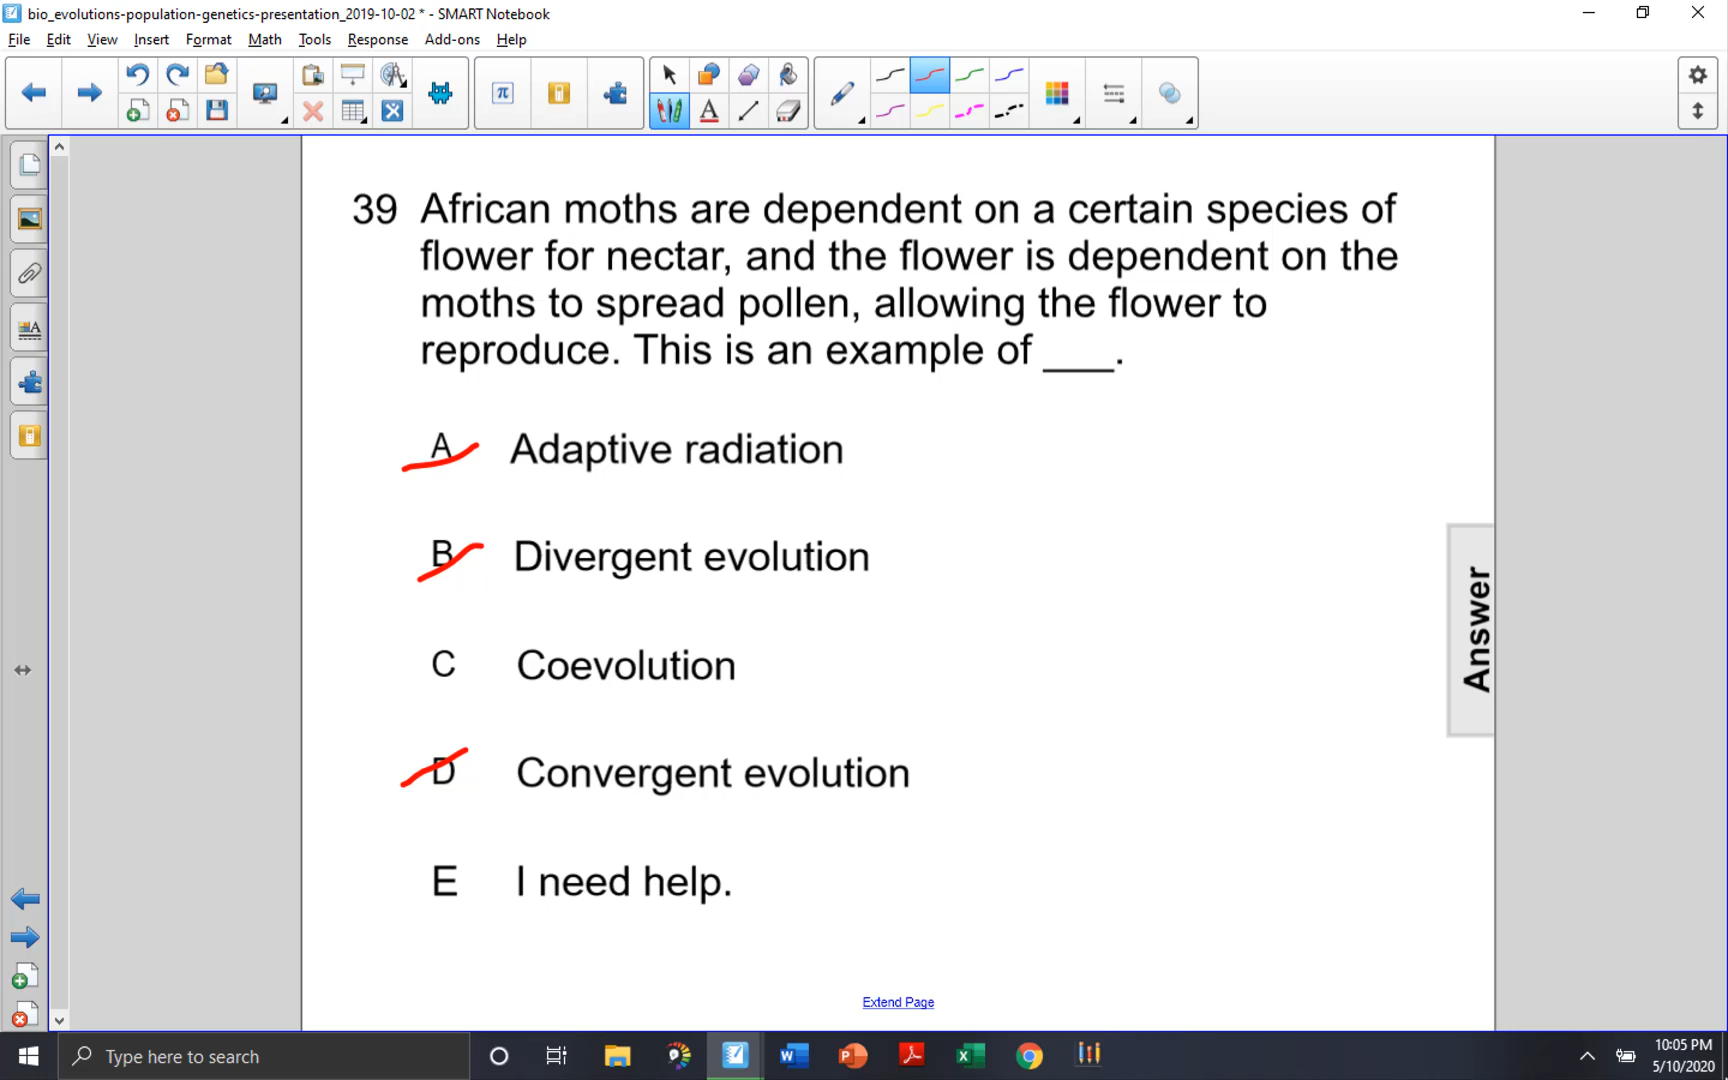 bio_evolutions-population-genetics-presentation_2019-10-02 * - SMART Notebook
File Edit View Insert Format Math Tools Response Add-ons Help
39 African moths are dependent on a certain species of
flower for nectar, and the flower is dependent on the
moths to spread pollen, allowing the flower to
reproduce. This is an example of ____.
A Adaptive radiation
B Divergent evolution
C Coevolution
D Convergent evolution
E I need help.
Answer
Extend Page
Type here to search
10:05 PM
5/10/2020